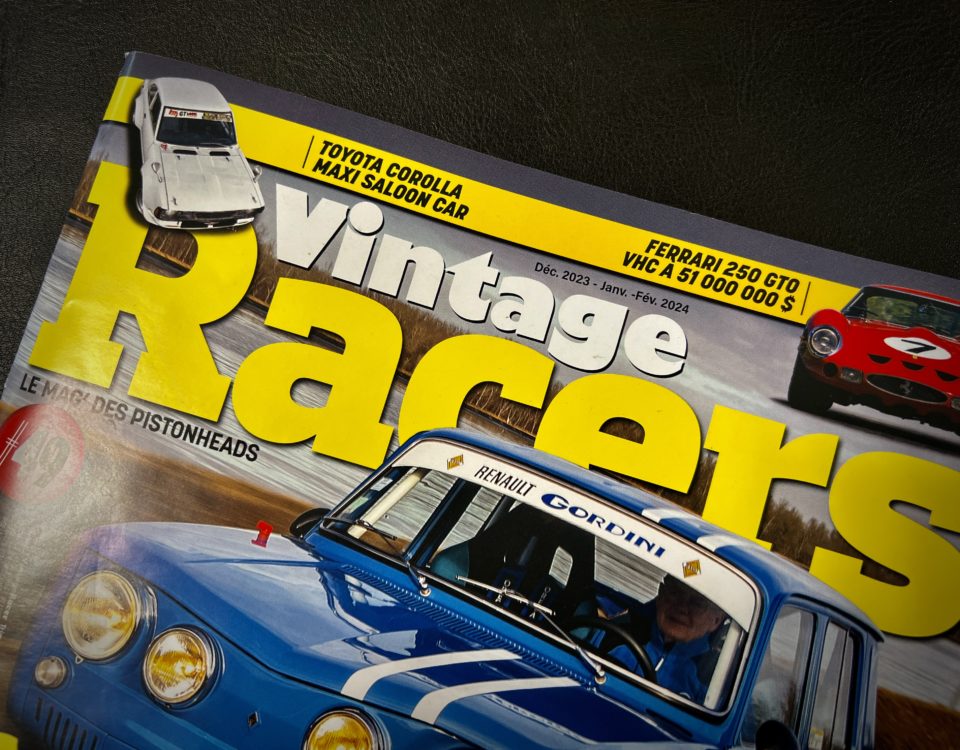 TOYOTA COROLLA
MAXI SALOON CAR
FERRARI 250 GTO
VHC À 51 000 000 $
Vintage
Déc. 2023 - Janv. -Fév. 2024
Racers
7
LE MAG' DES PISTONHEADS
#49
RENAULT GORDINI